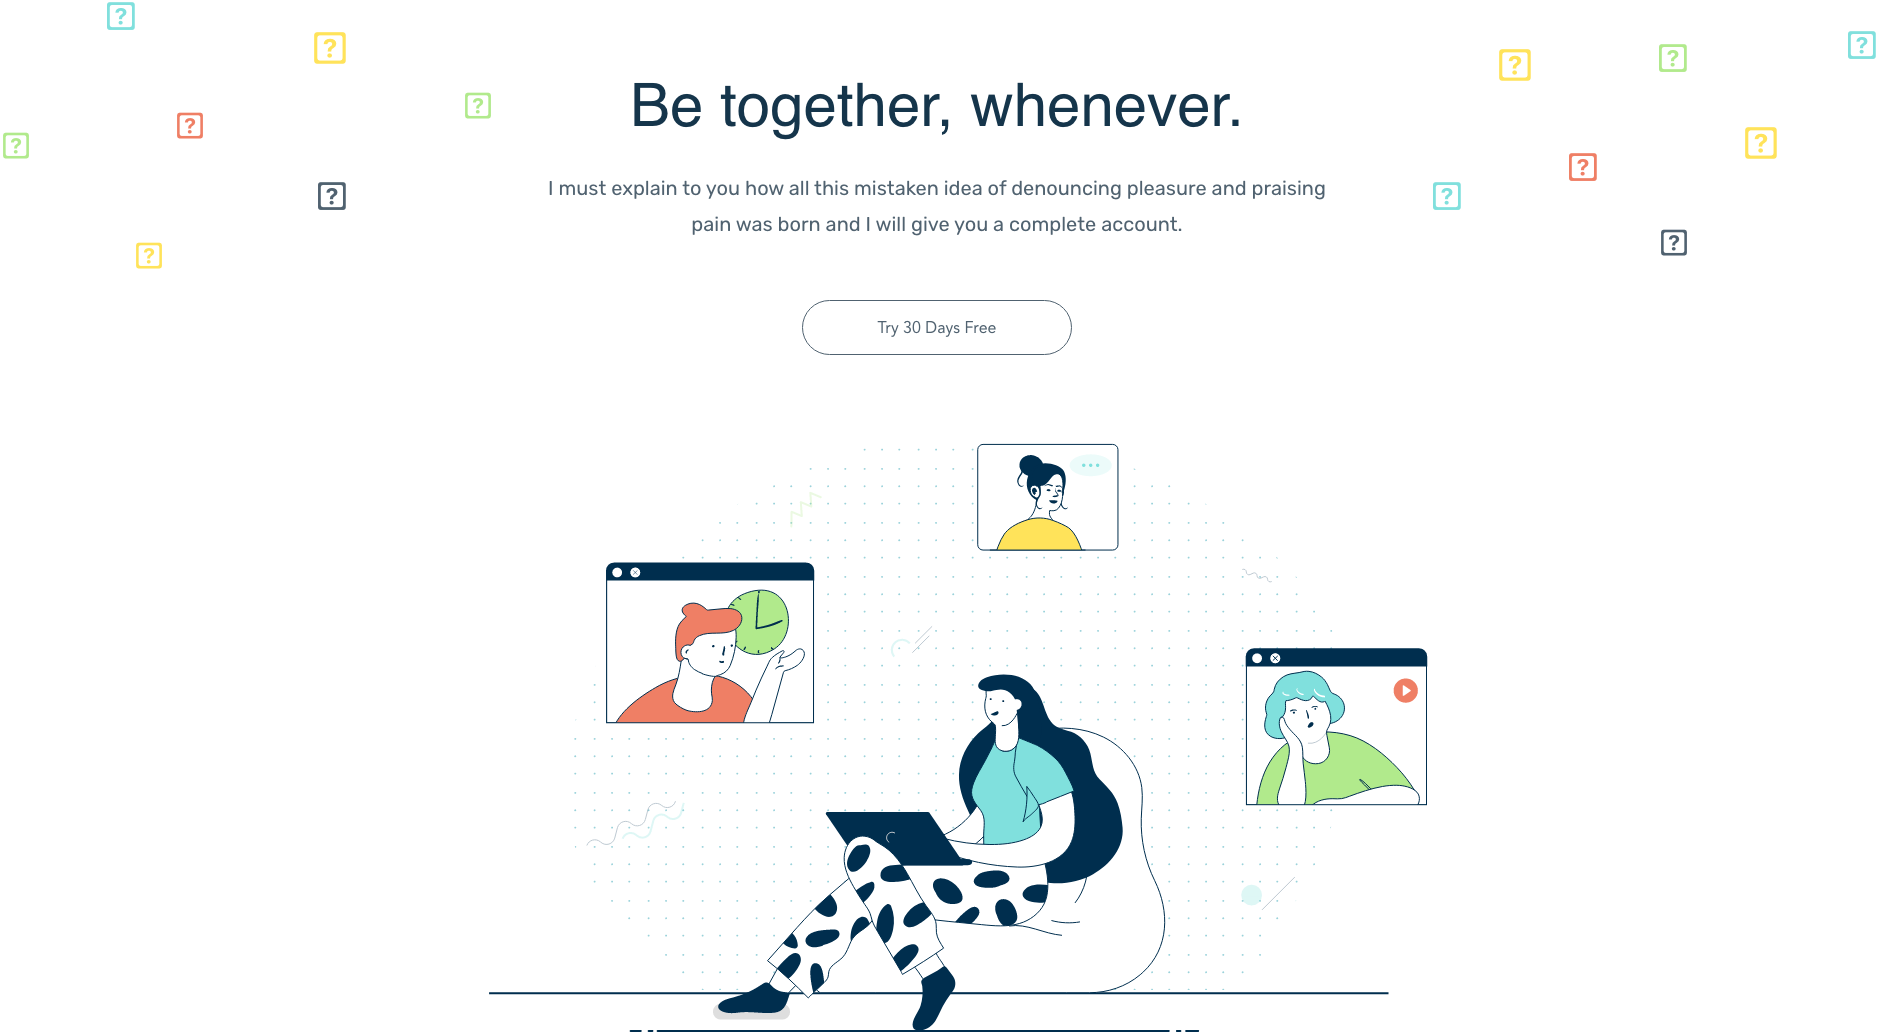 Be together, whenever.
I must explain to you how all this mistaken idea of denouncing pleasure and praising
pain was born and I will give you a complete account.
Try 30 Days Free